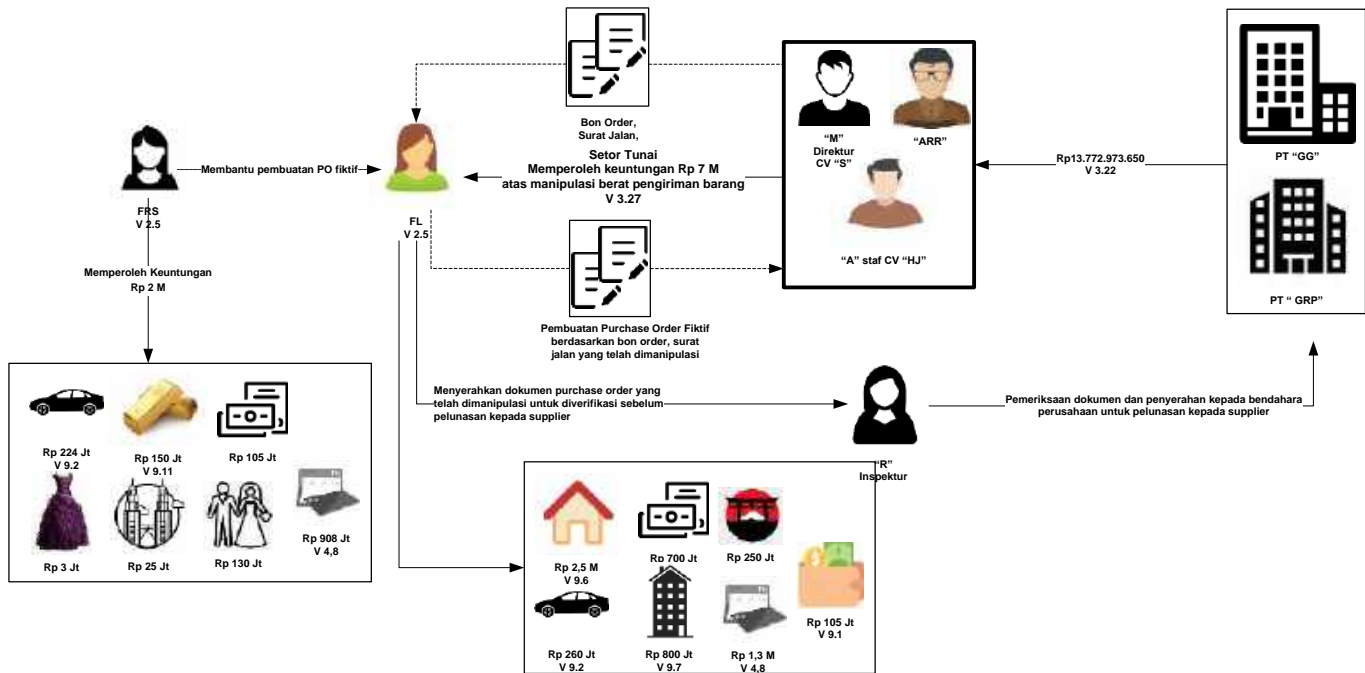 Bon Order,
Surat Jalan,
"M"
Direktur
CV "S"
"ARR"
"A" staf CV "HJ"
Rp13.772.973.650
V 3.22
PT "GG"
PT " GRP"
Membantu pembuatan PO fiktif
Setor Tunai
Memperoleh keuntungan Rp 7 M
atas manipulasi berat pengiriman barang
V 3.27
FRS
V 2.5
FL
V 2.5
Memperoleh Keuntungan
Rp 2 M
Pembuatan Purchase Order Fiktif
berdasarkan bon order, surat
jalan yang telah dimanipulasi
Menyerahkan dokumen purchase order yang
telah dimanipulasi untuk diverifikasi sebelum
pelunasan kepada supplier
"R"
Inspektur
Pemeriksaan dokumen dan penyerahan kepada bendahara
perusahaan untuk pelunasan kepada supplier
Rp 224 Jt
V 9.2
Rp 150 Jt
V 9.11
Rp 105 Jt
Rp 3 Jt
Rp 25 Jt
Rp 130 Jt
Rp 908 Jt
V 4,8
Rp 2,5 M
V 9.6
Rp 700 Jt
Rp 250 Jt
Rp 105 Jt
V 9.1
Rp 260 Jt
V 9.2
Rp 800 Jt
V 9.7
Rp 1,3 M
V 4,8